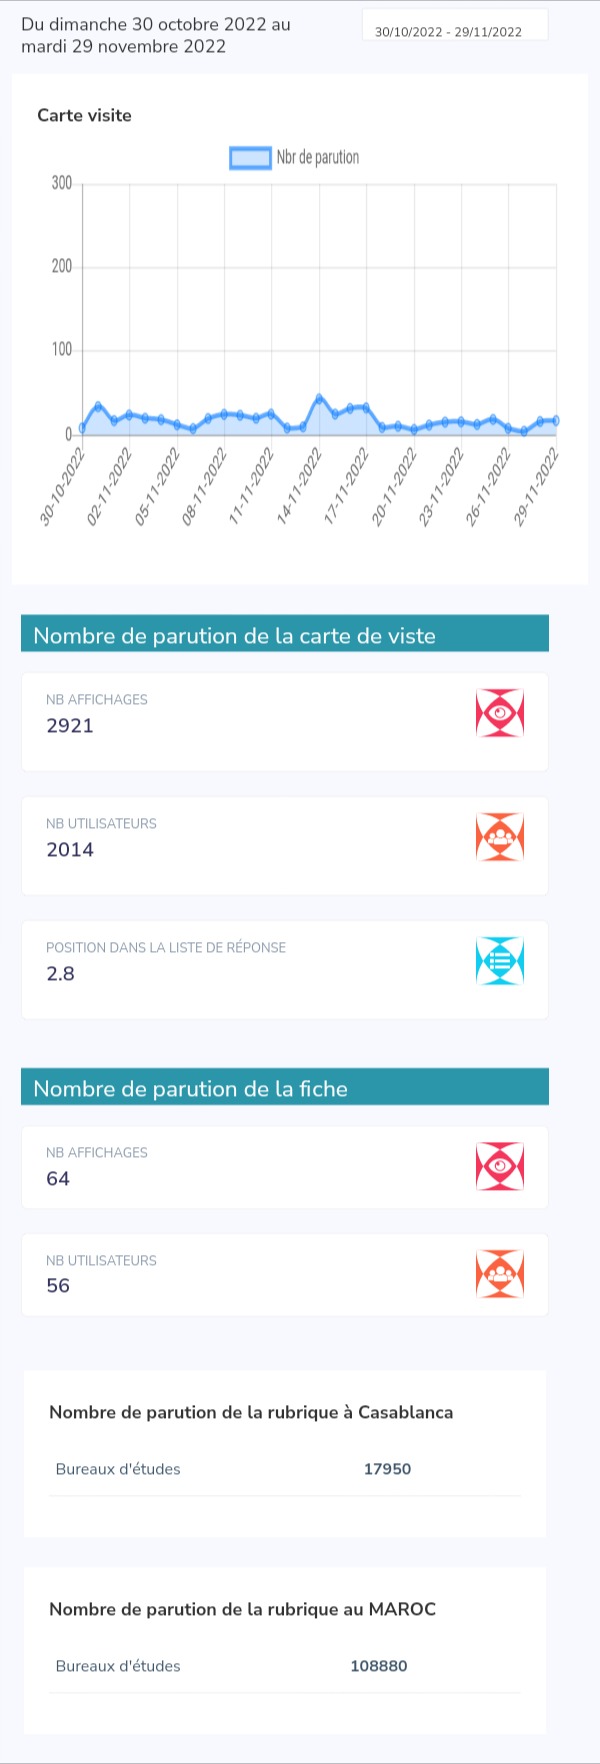 Du dimanche 30 octobre 2022 au
mardi 29 novembre 2022
30/10/2022 - 29/11/2022
Carte visite
Nbr de parution
300
200
100
0
30-10-2022
02-11-2022
05-11-2022
08-11-2022
11-11-2022
14-11-2022
17-11-2022
20-11-2022
23-11-2022
26-11-2022
29-11-2022
Nombre de parution de la carte de viste
NB AFFICHAGES
2921
NB UTILISATEURS
2014
POSITION DANS LA LISTE DE RÉPONSE
2.8
Nombre de parution de la fiche
NB AFFICHAGES
64
NB UTILISATEURS
56
Nombre de parution de la rubrique à Casablanca
Bureaux d'études 17950
Nombre de parution de la rubrique au MAROC
Bureaux d'études 108880